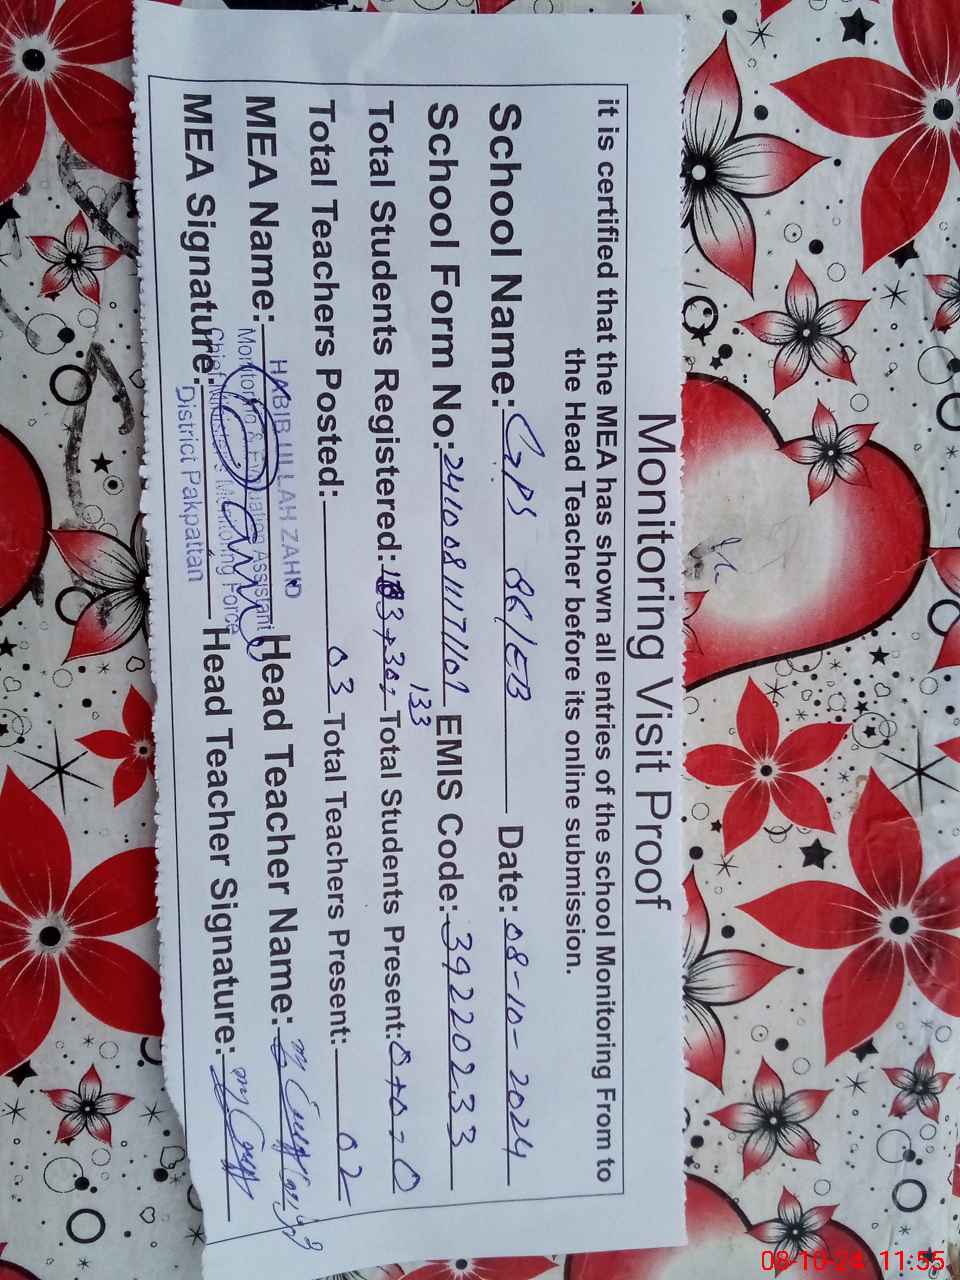 Monitoring Visit Proof
it is certified that the MEA has shown all entries of the school Monitoring From to
the Head Teacher before its online submission.
School Name: GPS 86/EB Date: 08-10-2024
133
School Form No: EMIS Code: 39220233
Total Students Registered: 103+30= Total Students Present: 0+0=0
Total Teachers Posted: 03 Total Teachers Present: 02
MEA Name: Head Teacher Name:
MEA Signature: Head Teacher Signature:
HABIB ULLAH ZAHID
Monitoring & Evaluation Assistant
Chief Minister's Monitoring Force
District Pakpattan
08-10-24 11:55